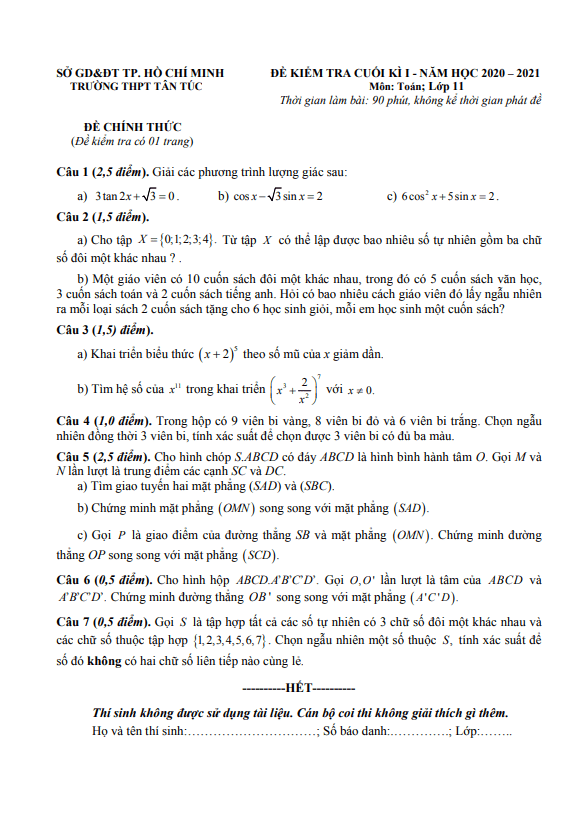 SỞ GD&ĐT TP. HỒ CHÍ MINH
TRƯỜNG THPT TÂN TÚC
ĐỀ KIỂM TRA CUỐI KÌ I - NĂM HỌC 2020 – 2021
Môn: Toán; Lớp 11
Thời gian làm bài: 90 phút, không kể thời gian phát đề
ĐỀ CHÍNH THỨC
(Đề kiểm tra có 01 trang)
Câu 1 (2,5 điểm). Giải các phương trình lượng giác sau:
a) 3 tan 2x + √3 = 0 . b) cos x − √3 sin x = 2 c) 6 cos² x + 5 sin x = 2 .
Câu 2 (1,5 điểm).
a) Cho tập X = {0;1;2;3;4}. Từ tập X có thể lập được bao nhiêu số tự nhiên gồm ba chữ
số đôi một khác nhau ? .
b) Một giáo viên có 10 cuốn sách đôi một khác nhau, trong đó có 5 cuốn sách văn học,
3 cuốn sách toán và 2 cuốn sách tiếng anh. Hỏi có bao nhiêu cách giáo viên đó lấy ngẫu nhiên
ra mỗi loại sách 2 cuốn sách tặng cho 6 học sinh giỏi, mỗi em học sinh một cuốn sách?
Câu 3 (1,5) điểm).
a) Khai triển biểu thức (x + 2)⁵ theo số mũ của x giảm dần.
b) Tìm hệ số của x¹¹ trong khai triển (x³ + 2/x²)⁷ với x ≠ 0.
Câu 4 (1,0 điểm). Trong hộp có 9 viên bi vàng, 8 viên bi đỏ và 6 viên bi trắng. Chọn ngẫu
nhiên đồng thời 3 viên bi, tính xác suất để chọn được 3 viên bi có đủ ba màu.
Câu 5 (2,5 điểm). Cho hình chóp S.ABCD có đáy ABCD là hình bình hành tâm O. Gọi M và
N lần lượt là trung điểm các cạnh SC và DC.
a) Tìm giao tuyến hai mặt phẳng (SAD) và (SBC).
b) Chứng minh mặt phẳng (OMN) song song với mặt phẳng (SAD).
c) Gọi P là giao điểm của đường thẳng SB và mặt phẳng (OMN). Chứng minh đường
thẳng OP song song với mặt phẳng (SCD).
Câu 6 (0,5 điểm). Cho hình hộp ABCD.A'B'C'D'. Gọi O,O' lần lượt là tâm của ABCD và
A'B'C'D'. Chứng minh đường thẳng OB' song song với mặt phẳng (A'C'D).
Câu 7 (0,5 điểm). Gọi S là tập hợp tất cả các số tự nhiên có 3 chữ số đôi một khác nhau và
các chữ số thuộc tập hợp {1,2,3,4,5,6,7}. Chọn ngẫu nhiên một số thuộc S, tính xác suất để
số đó không có hai chữ số liên tiếp nào cùng lẻ.
----------HẾT----------
Thí sinh không được sử dụng tài liệu. Cán bộ coi thi không giải thích gì thêm.
Họ và tên thí sinh:…………………………; Số báo danh:………….; Lớp:……..